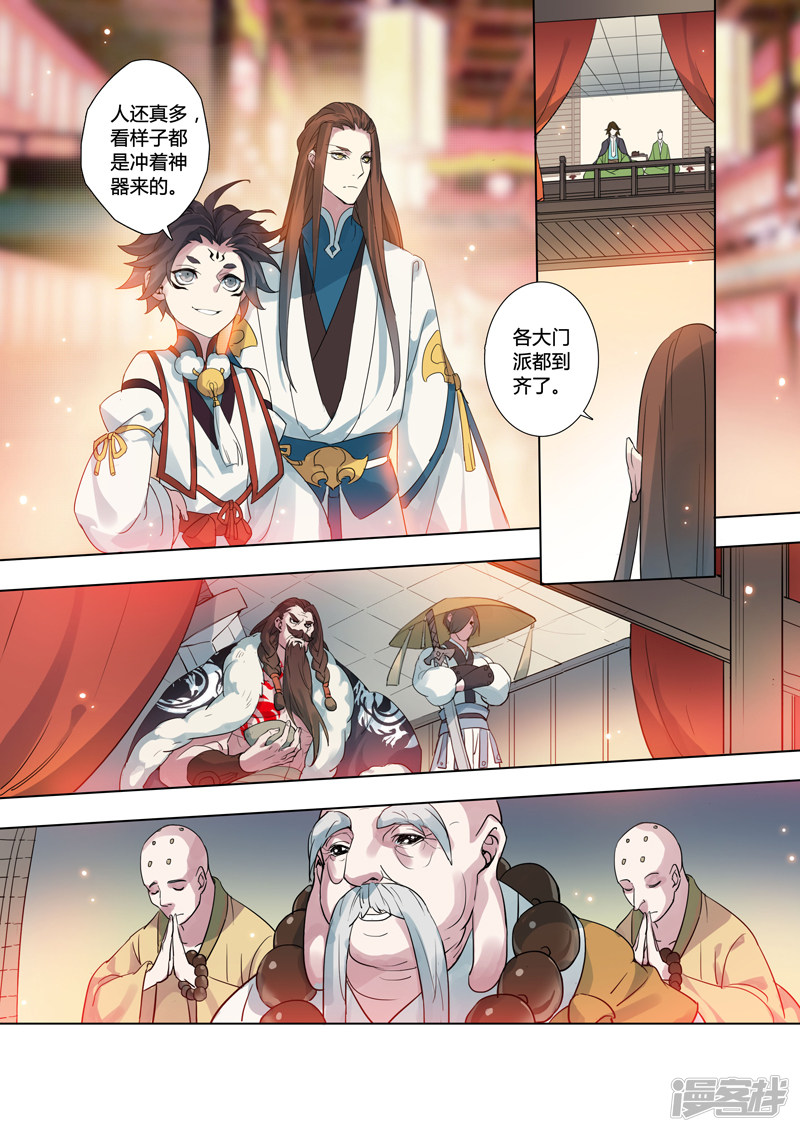 人还真多，
看样子都
是冲着神
器来的。
各大门
派都到
齐了。
漫客栈